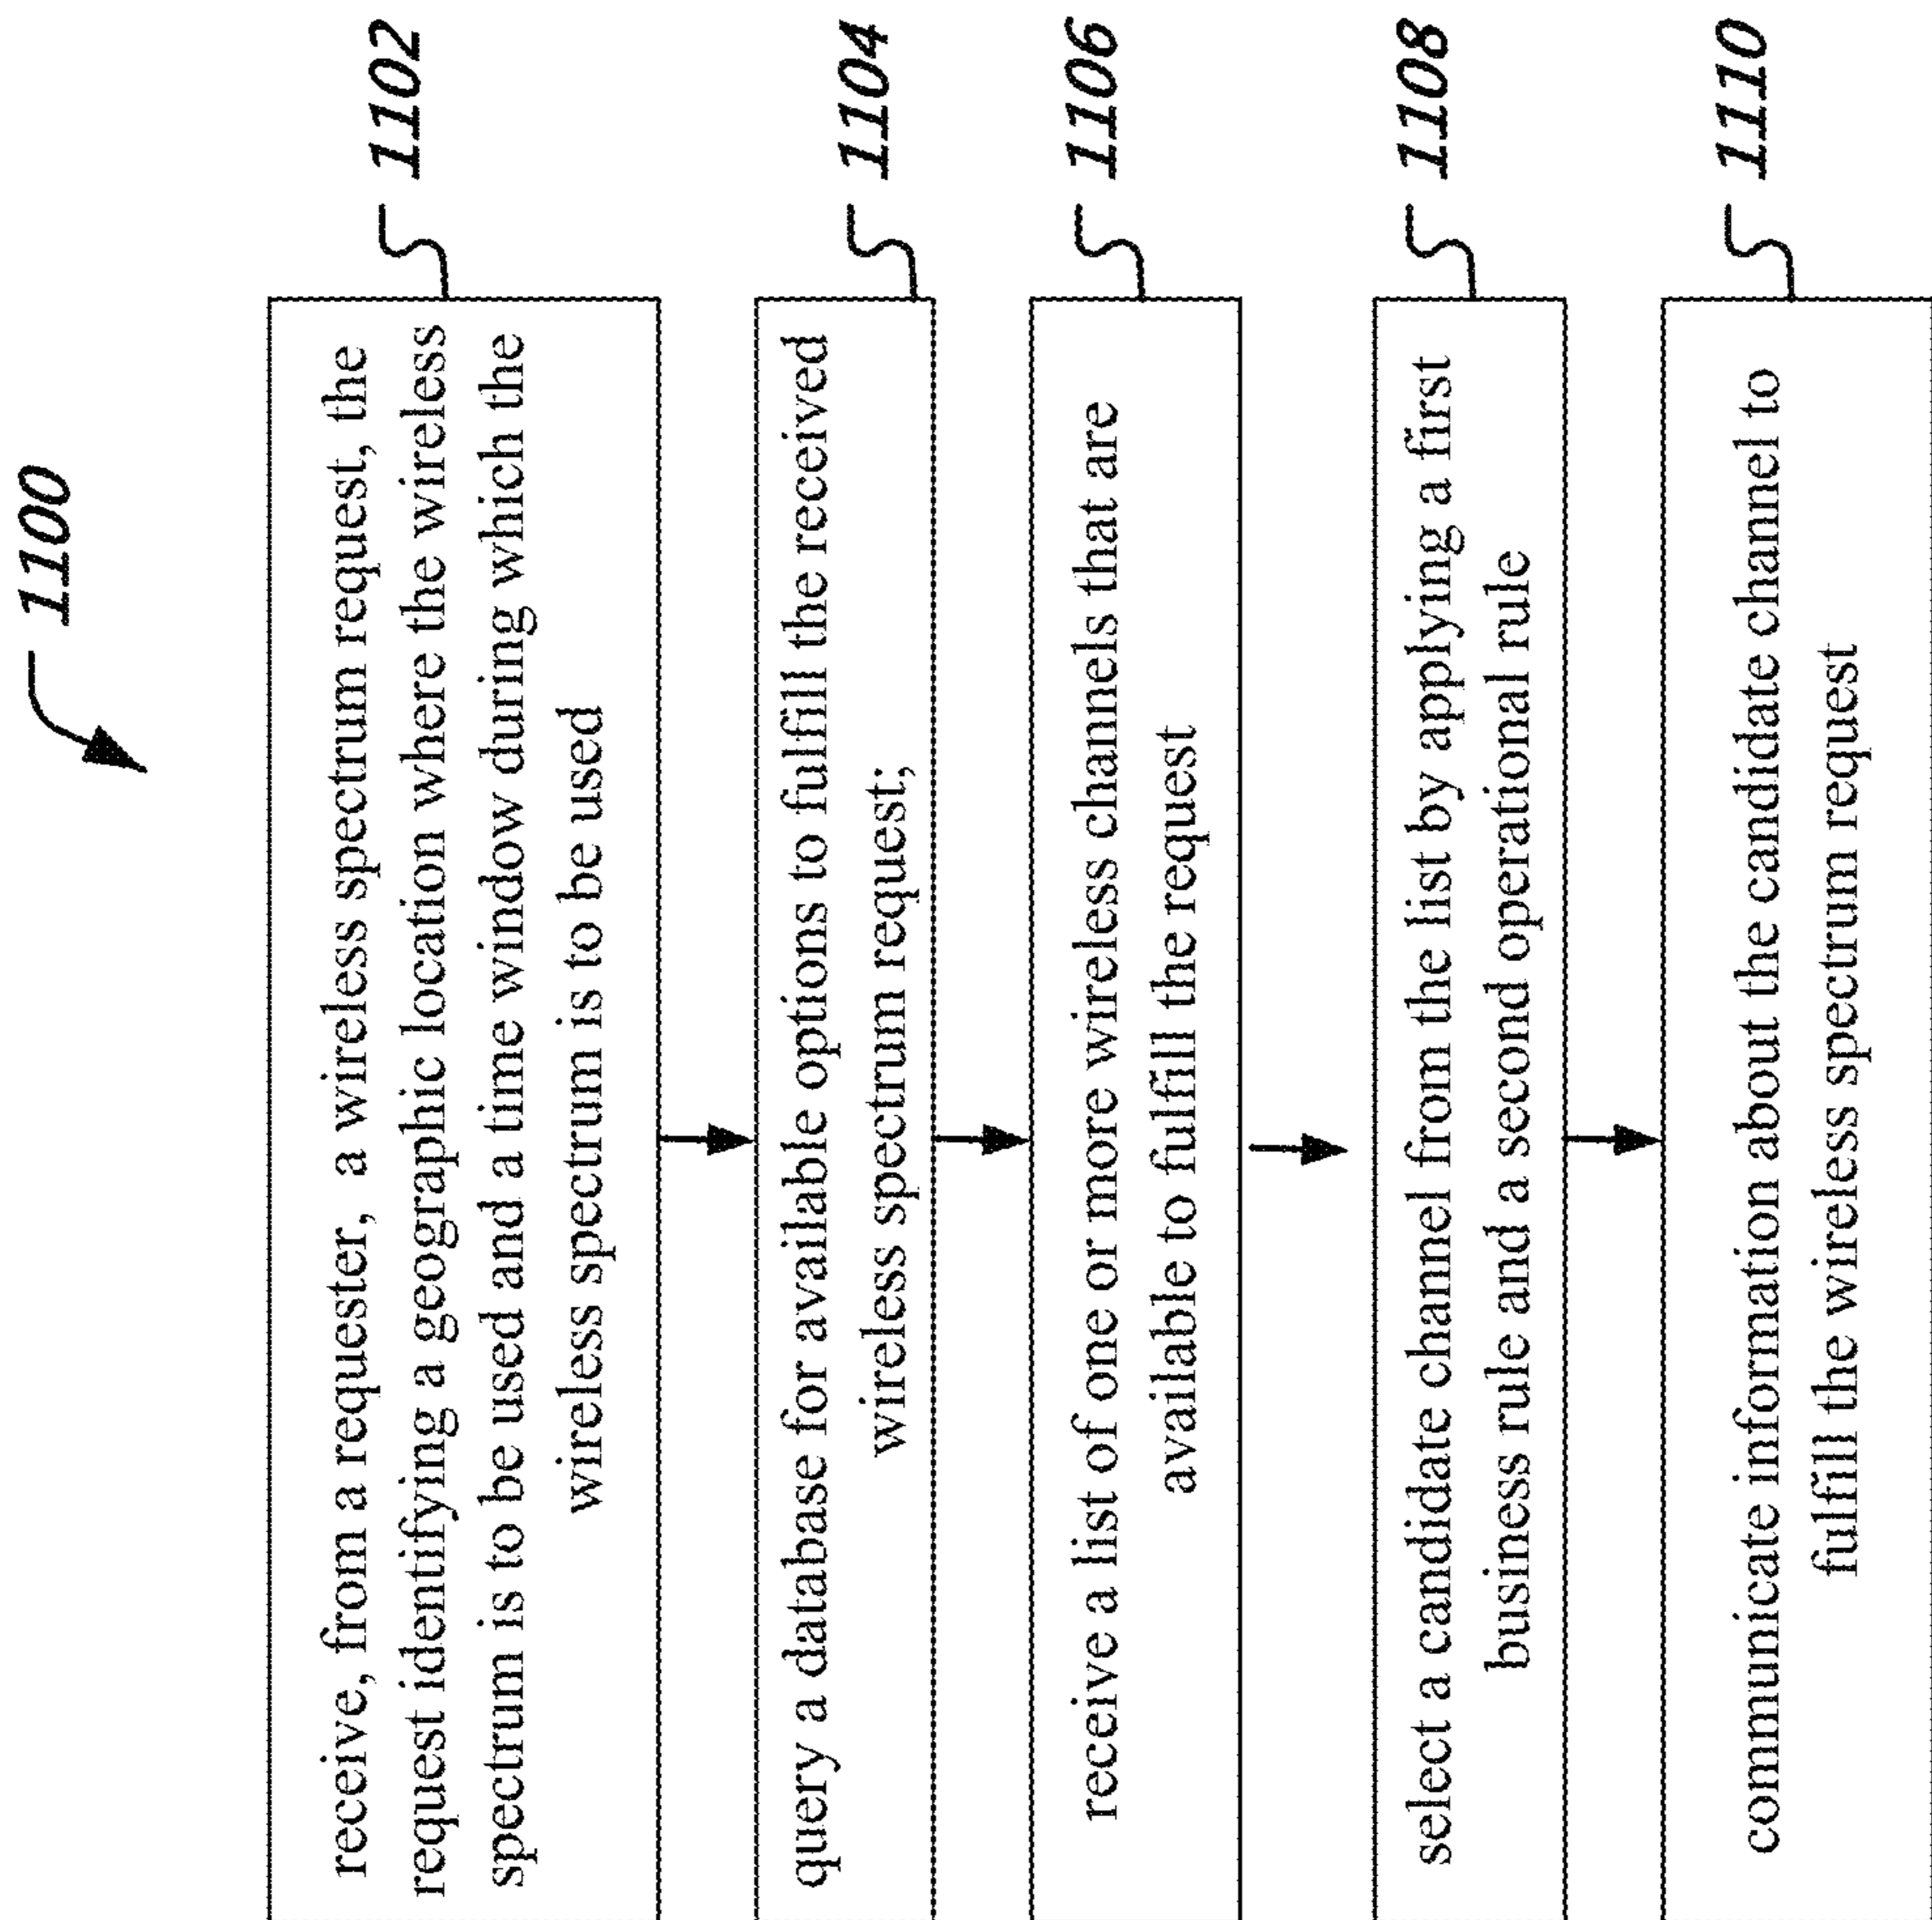 1100
receive, from a requester, a wireless spectrum request, the
request identifying a geographic location where the wireless
spectrum is to be used and a time window during which the
wireless spectrum is to be used
1102
query a database for available options to fulfill the received
wireless spectrum request;
1104
receive a list of one or more wireless channels that are
available to fulfill the request
1106
select a candidate channel from the list by applying a first
business rule and a second operational rule
1108
communicate information about the candidate channel to
fulfill the wireless spectrum request
1110